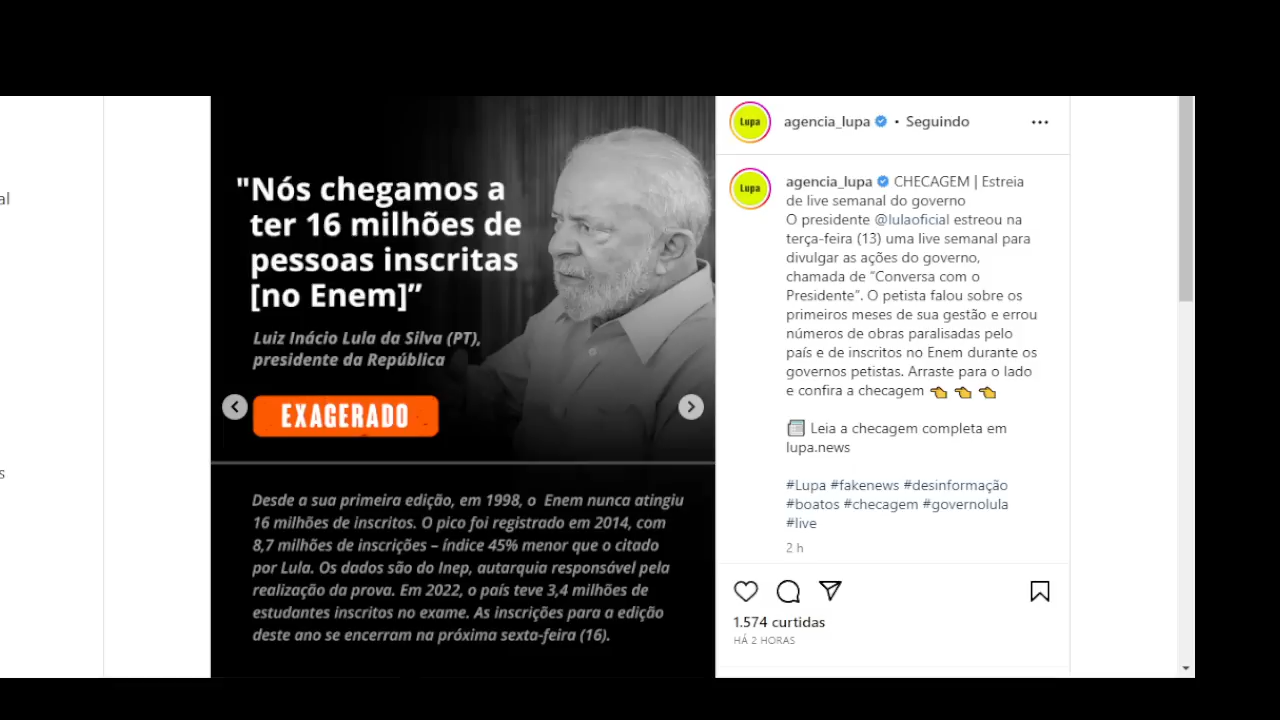 al
s
"Nós chegamos a
ter 16 milhões de
pessoas inscritas
[no Enem]”
Luiz Inácio Lula da Silva (PT),
presidente da República
EXAGERADO
Desde a sua primeira edição, em 1998, o Enem nunca atingiu
16 milhões de inscritos. O pico foi registrado em 2014, com
8,7 milhões de inscrições – índice 45% menor que o citado
por Lula. Os dados são do Inep, autarquia responsável pela
realização da prova. Em 2022, o país teve 3,4 milhões de
estudantes inscritos no exame. As inscrições para a edição
deste ano se encerram na próxima sexta-feira (16).
Lupa agencia_lupa • Seguindo
Lupa agencia_lupa CHECAGEM | Estreia
de live semanal do governo
O presidente @lulaoficial estreou na
terça-feira (13) uma live semanal para
divulgar as ações do governo,
chamada de “Conversa com o
Presidente”. O petista falou sobre os
primeiros meses de sua gestão e errou
números de obras paralisadas pelo
país e de inscritos no Enem durante os
governos petistas. Arraste para o lado
e confira a checagem 👈 👈 👈
Leia a checagem completa em
lupa.news
#Lupa #fakenews #desinformação
#boatos #checagem #governolula
#live
2 h
1.574 curtidas
HÁ 2 HORAS